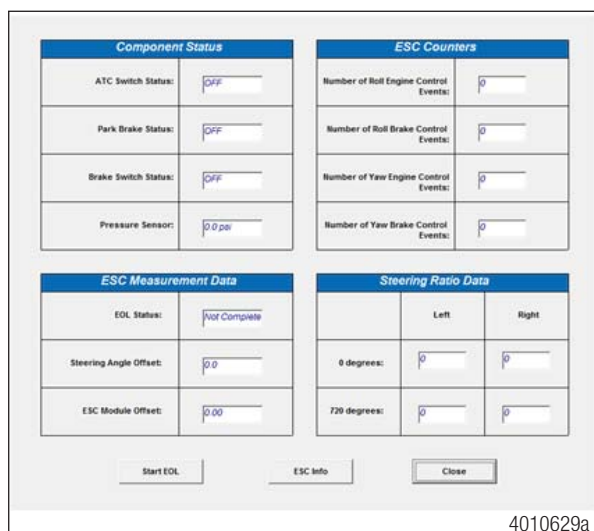 Component Status
ATC Switch Status: OFF
Park Brake Status: OFF
Brake Switch Status: OFF
Pressure Sensor: 0.0 psi
ESC Counters
Number of Roll Engine Control
Events: 0
Number of Roll Brake Control
Events: 0
Number of Yaw Engine Control
Events: 0
Number of Yaw Brake Control
Events: 0
ESC Measurement Data
EOL Status: Not Complete
Steering Angle Offset: 0.0
ESC Module Offset: 0.00
Steering Ratio Data
Left Right
0 degrees: 0 0
720 degrees: 0 0
Start EOL ESC Info Close
4010629a